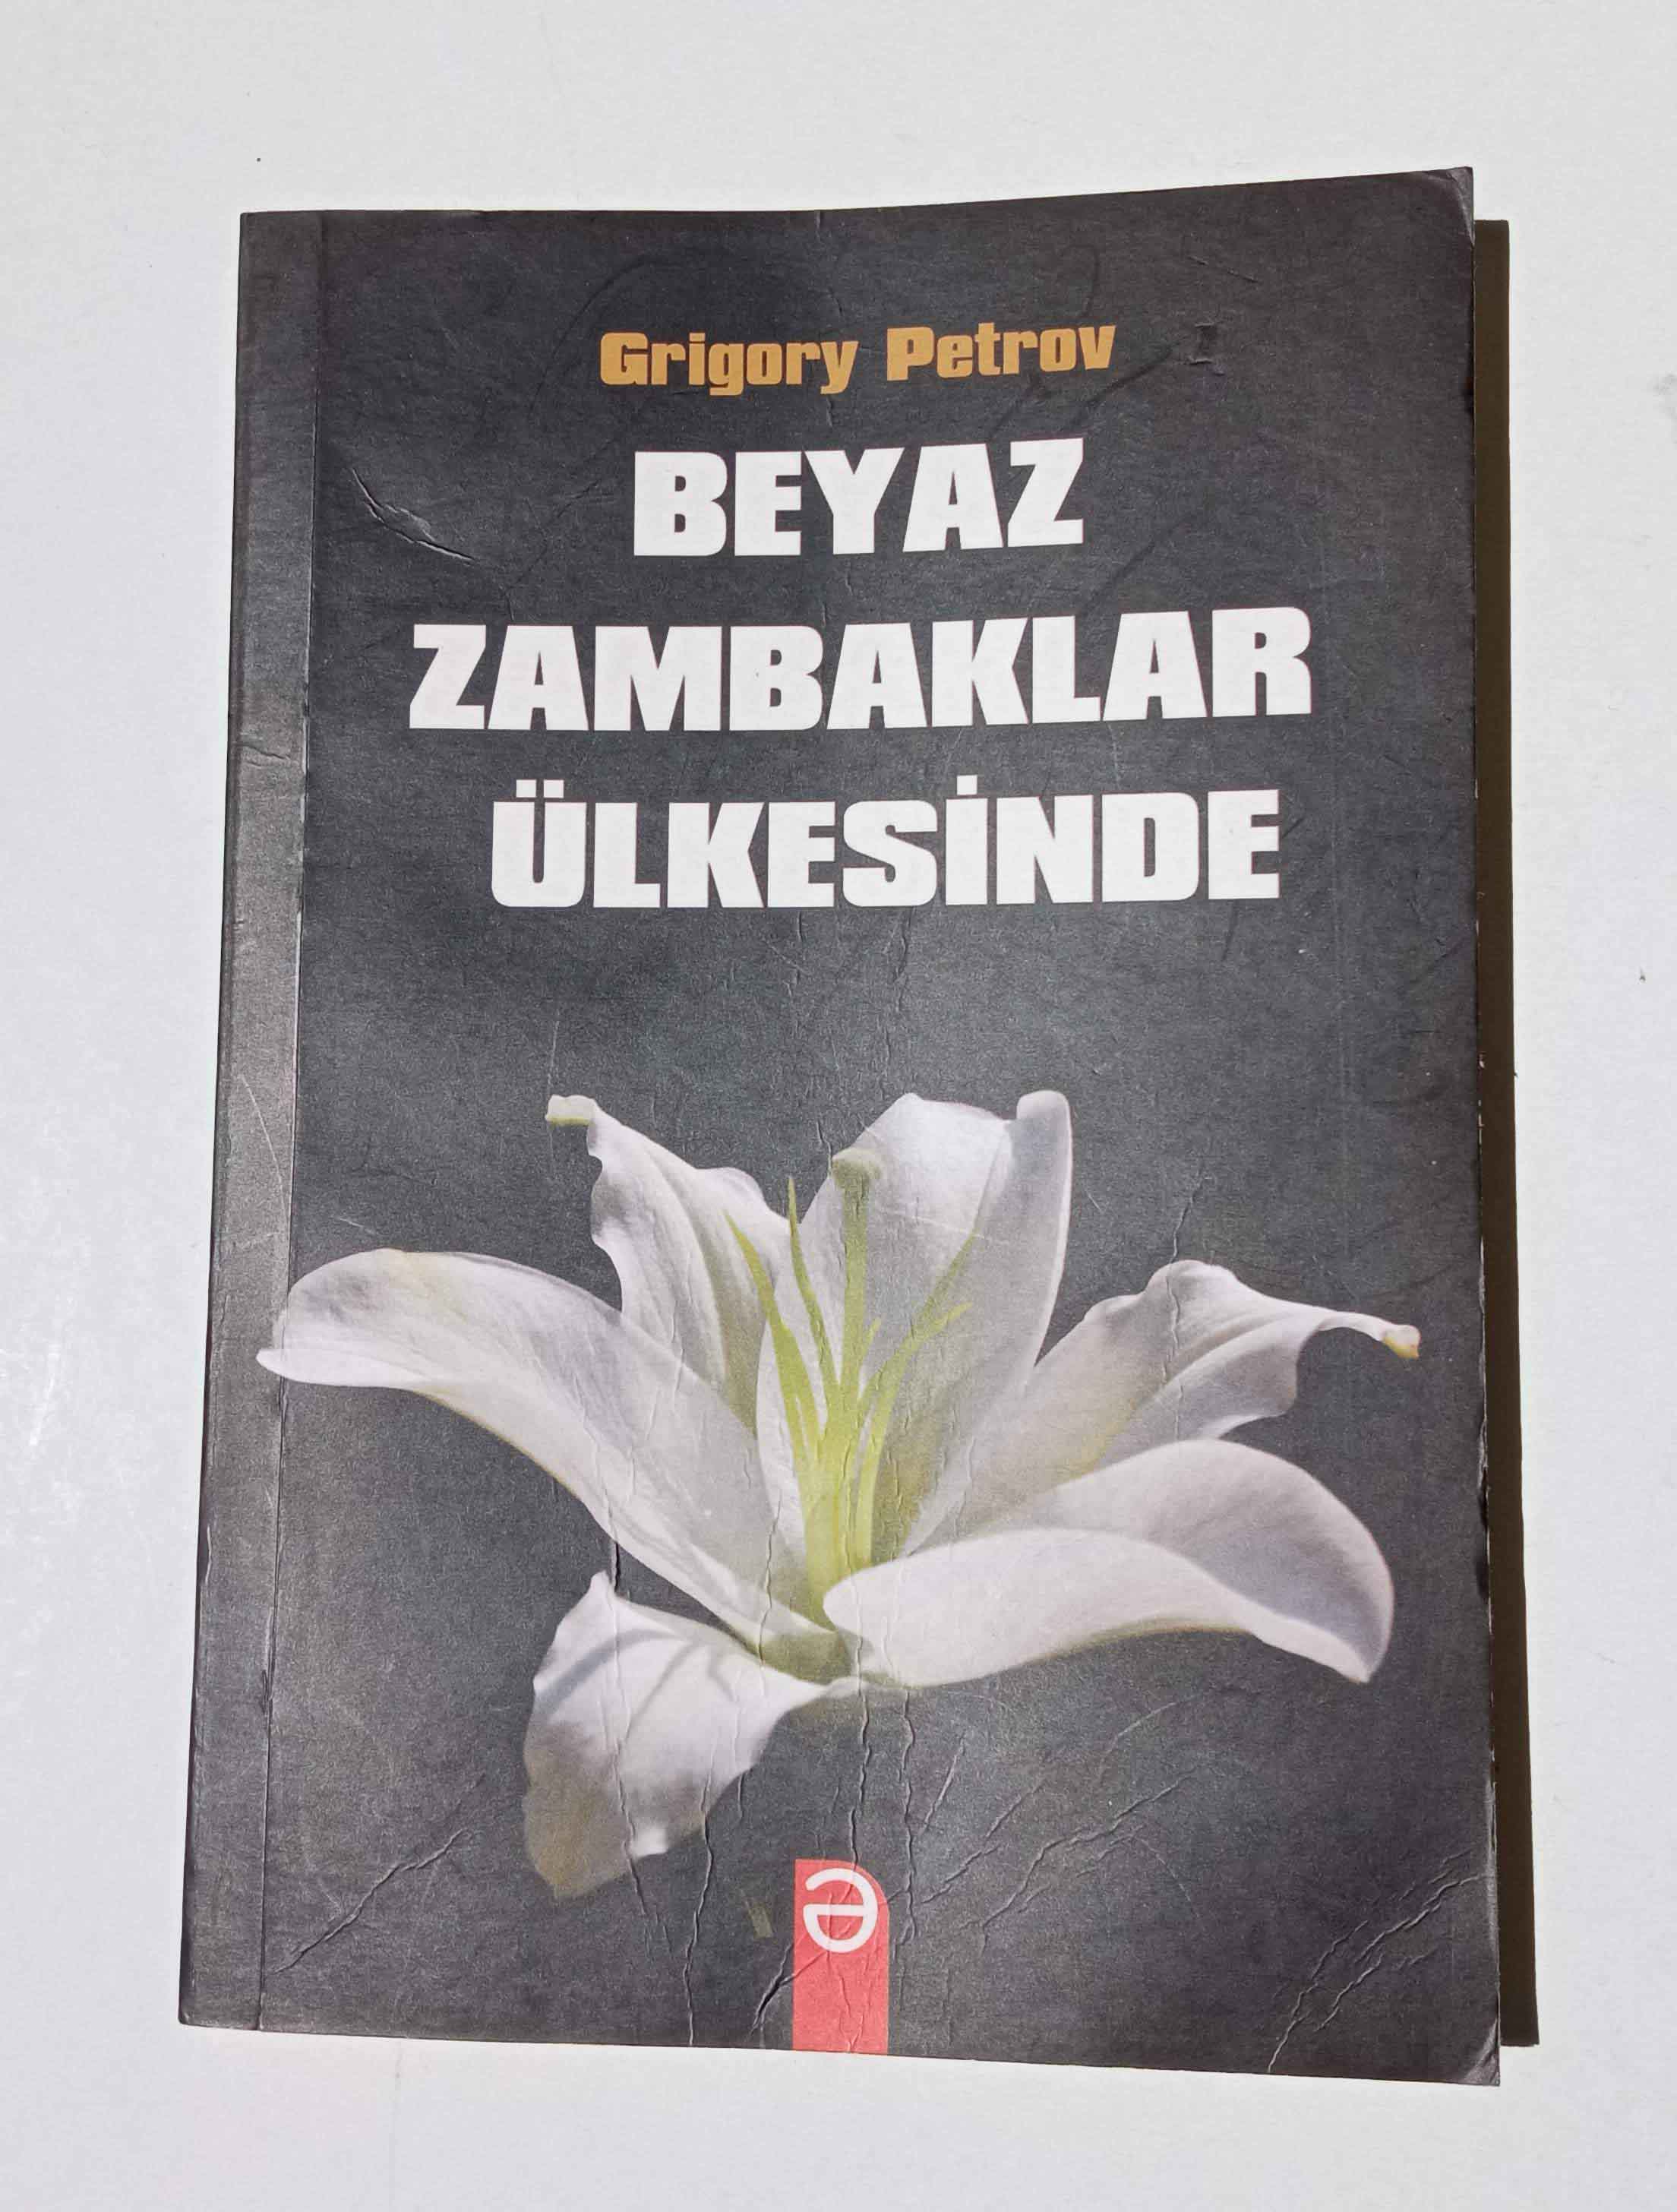 Grigory Petrov
BEYAZ
ZAMBAKLAR
ÜLKESİNDE
ə